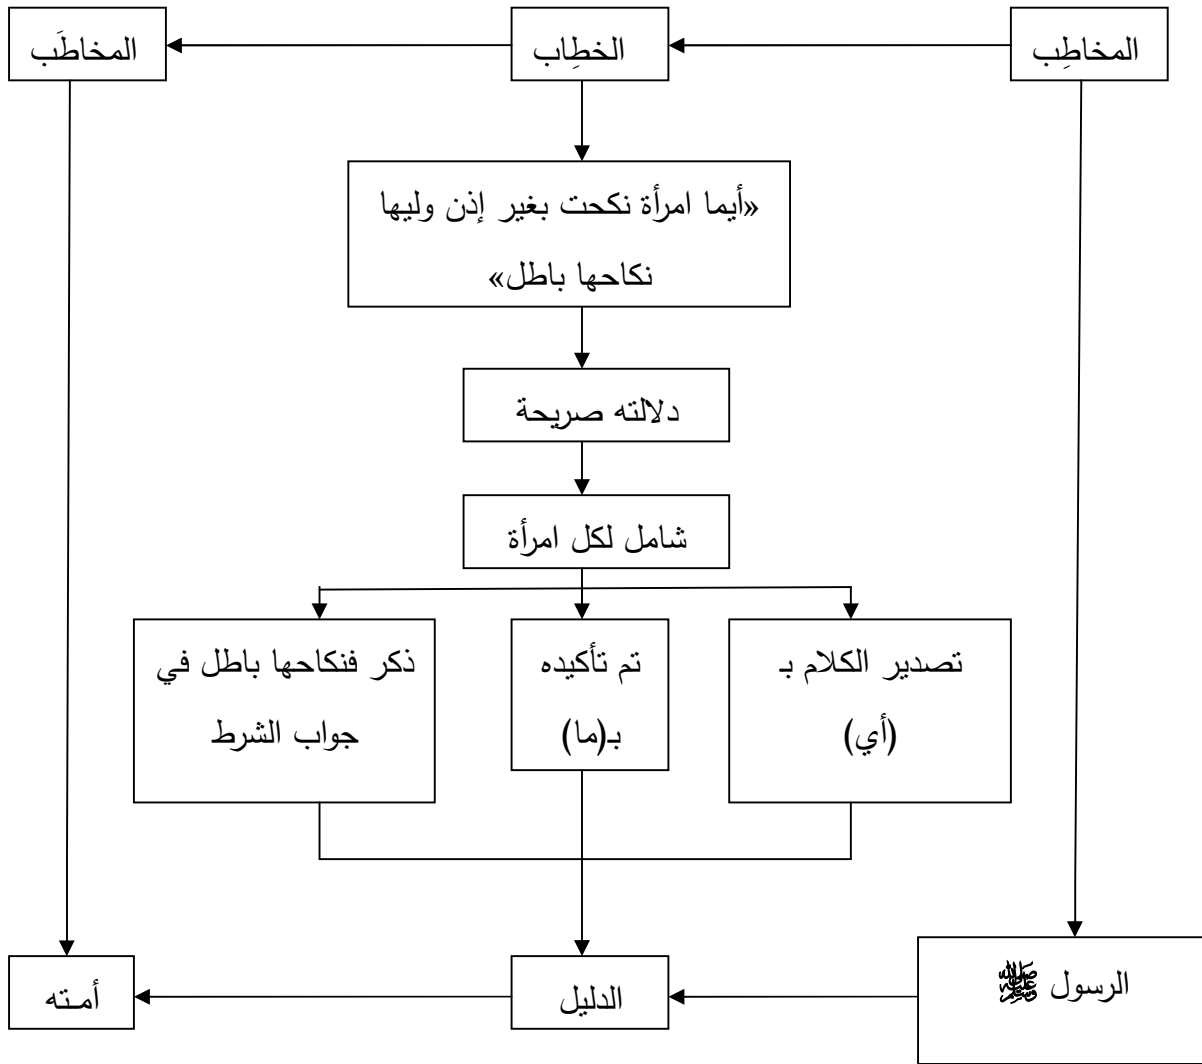 المخاطِب
الخطِاب
المخاطَب
«أيما امرأة نكحت بغير إذن وليها
نكاحها باطل»
دلالته صريحة
شامل لكل امرأة
تصدير الكلام بـ
(أي)
تم تأكيده
بـ(ما)
ذكر فنكاحها باطل في
جواب الشرط
الرسول ﷺ
الدليل
أمـته